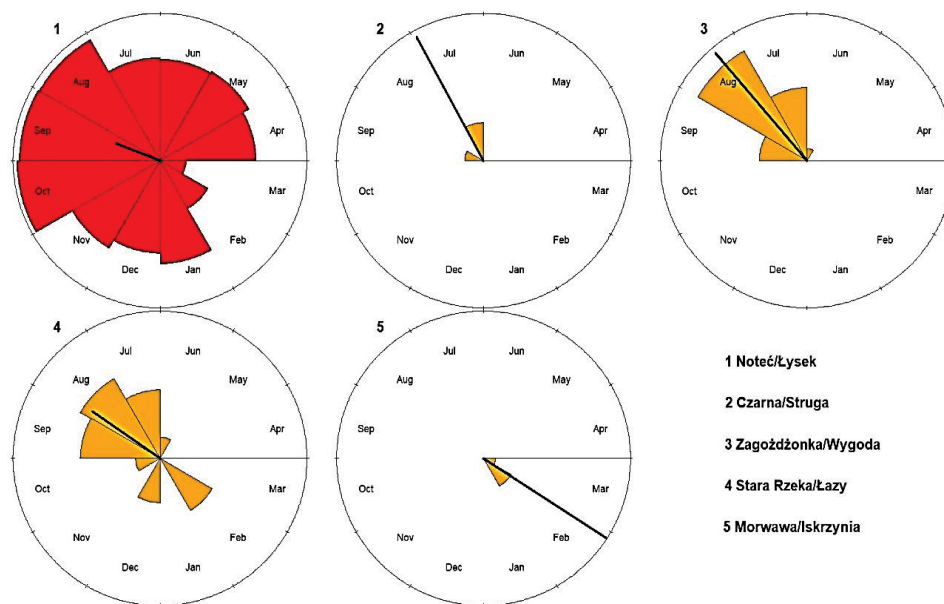 1
Jul Jun
Aug May
Sep Apr
Oct Mar
Nov Feb
Dec Jan
2
Jul Jun
Aug May
Sep Apr
Oct Mar
Nov Feb
Dec Jan
3
Jul Jun
Aug May
Sep Apr
Oct Mar
Nov Feb
Dec Jan
4
Jul Jun
Aug May
Sep Apr
Oct Mar
Nov Feb
Dec Jan
5
Jul Jun
Aug May
Sep Apr
Oct Mar
Nov Feb
Dec Jan
1 Noteć/Łysek
2 Czarna/Struga
3 Zagożdżonka/Wygoda
4 Stara Rzeka/Łazy
5 Morwawa/Iskrzynia